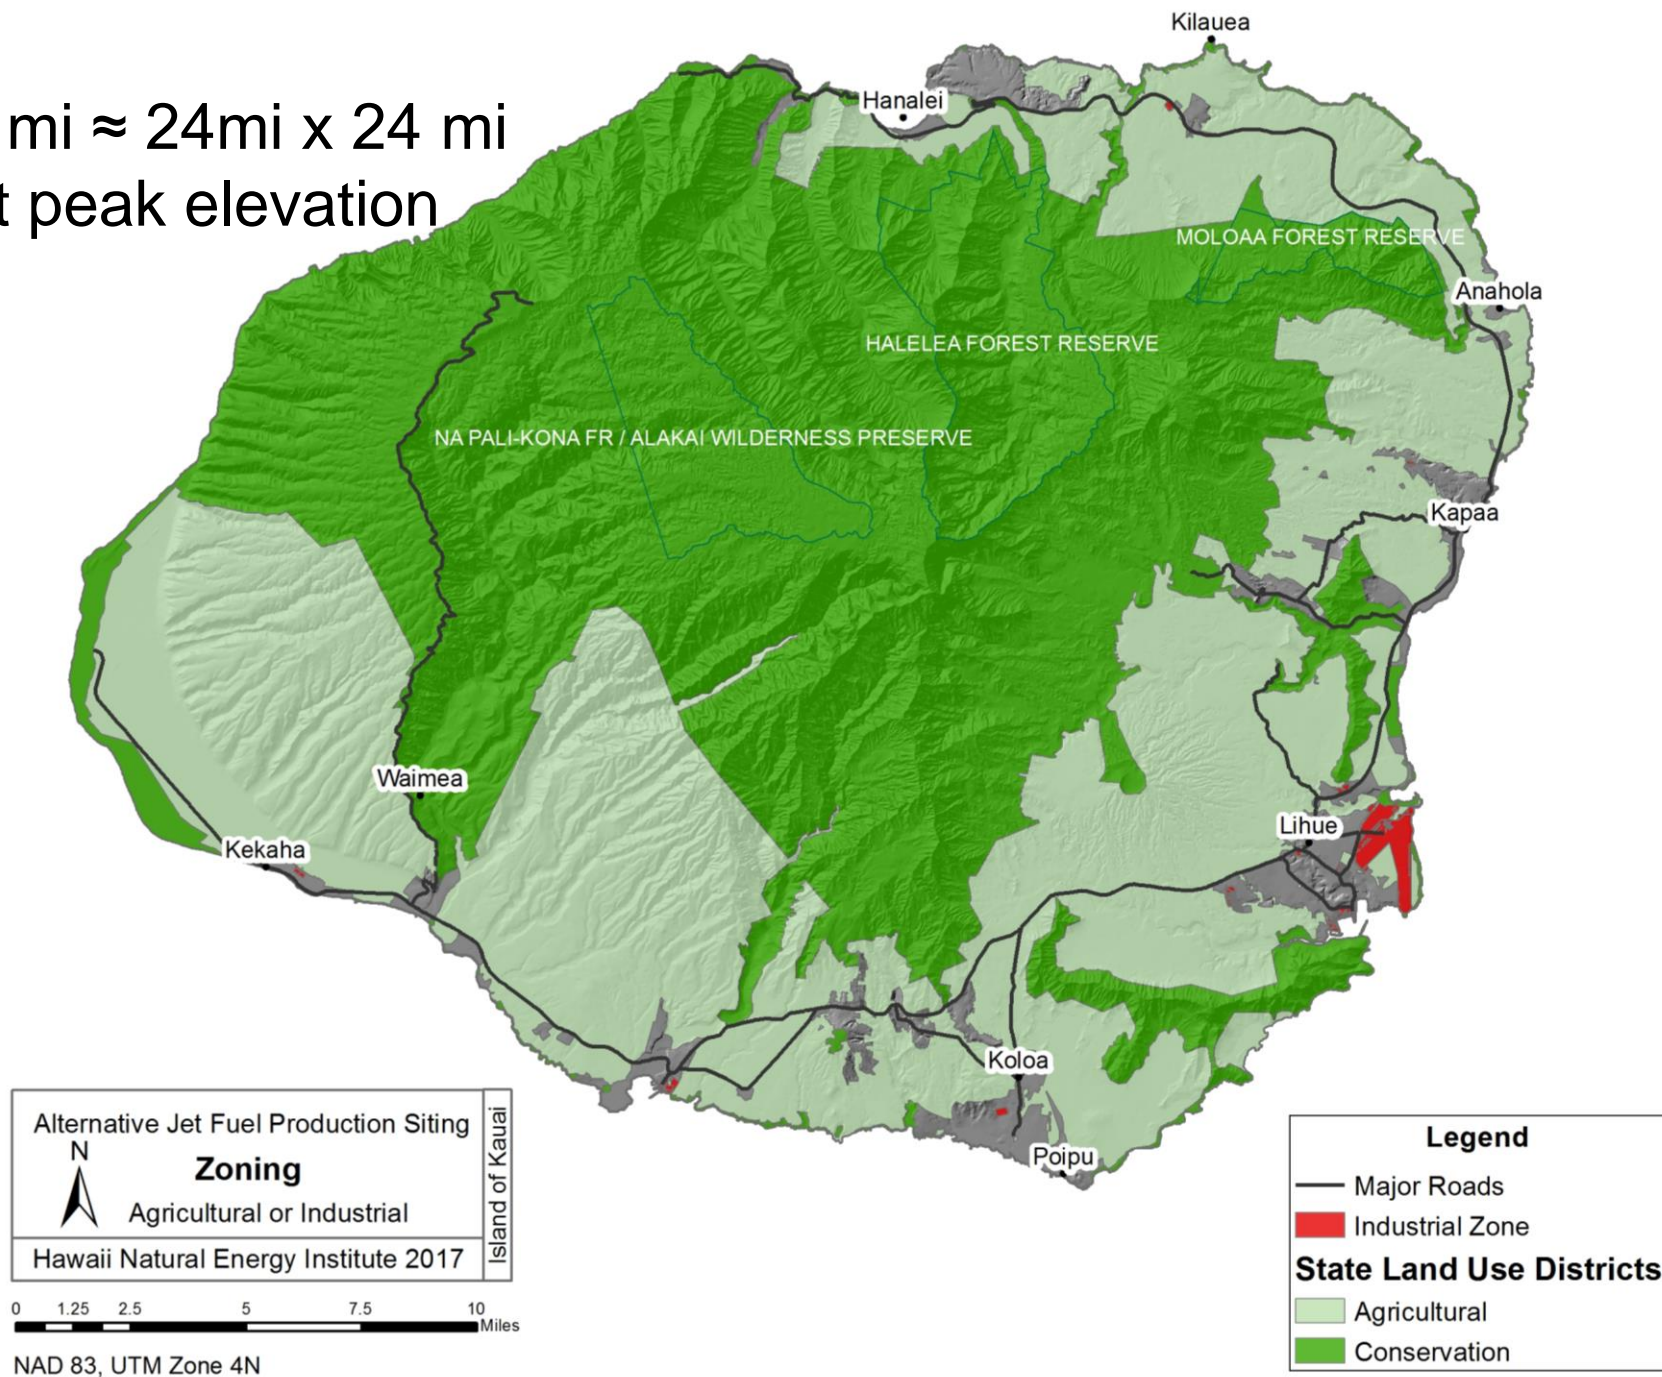 mi ≈ 24mi x 24 mi
t peak elevation
Kilauea
Hanalei
MOLOAA FOREST RESERVE
Anahola
HALELEA FOREST RESERVE
NA PALI-KONA FR / ALAKAI WILDERNESS PRESERVE
Kapaa
Waimea
Lihue
Kekaha
Koloa
Poipu
Alternative Jet Fuel Production Siting
N
Zoning
Agricultural or Industrial
Hawaii Natural Energy Institute 2017
Island of Kauai
0 1.25 2.5 5 7.5 10
Miles
NAD 83, UTM Zone 4N
Legend
Major Roads
Industrial Zone
State Land Use Districts
Agricultural
Conservation